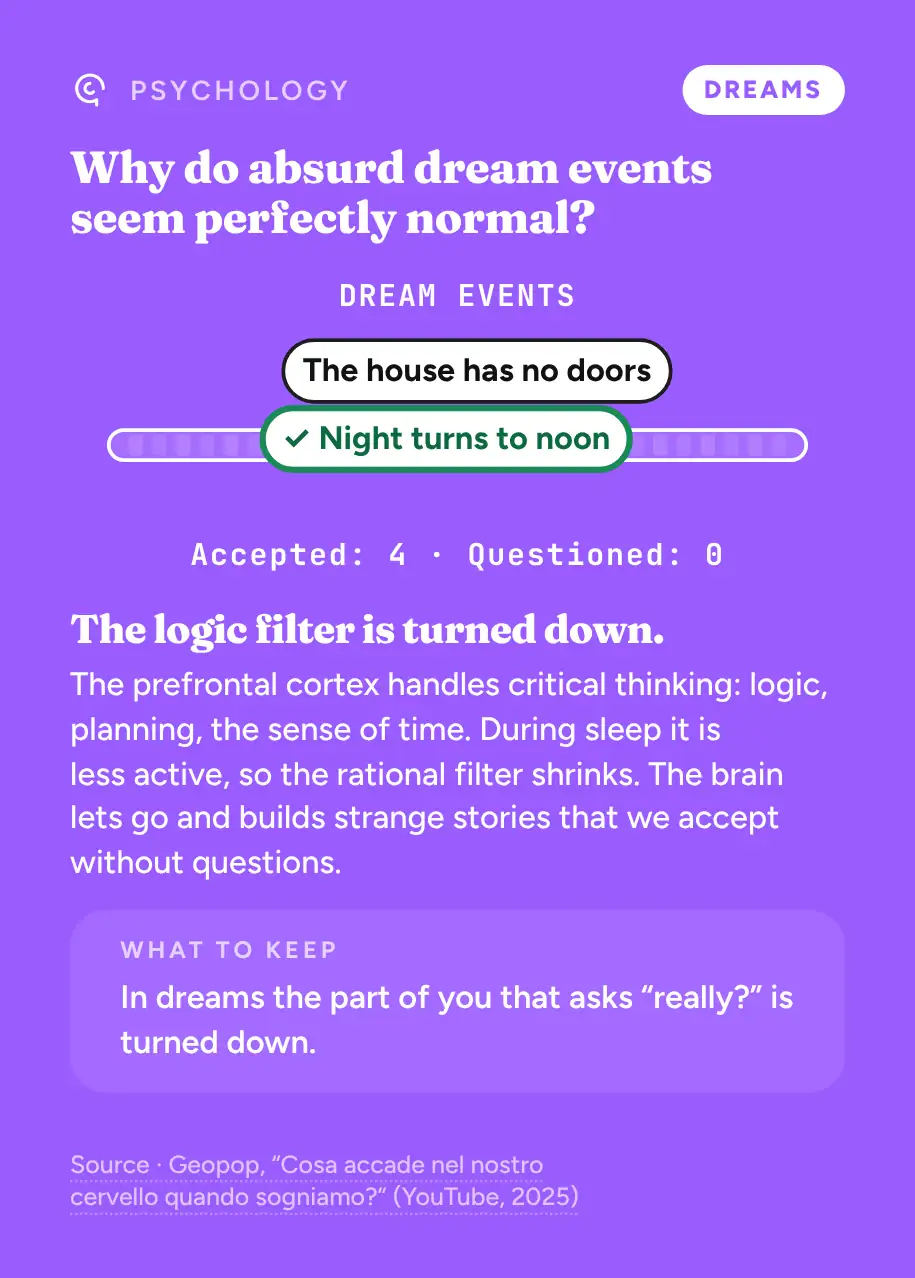 PSYCHOLOGY
DREAMS
Why do absurd dream events
seem perfectly normal?
DREAM EVENTS
The house has no doors
✓ Night turns to noon
Accepted: 4 · Questioned: 0
The logic filter is turned down.
The prefrontal cortex handles critical thinking: logic,
planning, the sense of time. During sleep it is
less active, so the rational filter shrinks. The brain
lets go and builds strange stories that we accept
without questions.
WHAT TO KEEP
In dreams the part of you that asks “really?” is
turned down.
Source · Geopop, “Cosa accade nel nostro
cervello quando sogniamo?” (YouTube, 2025)